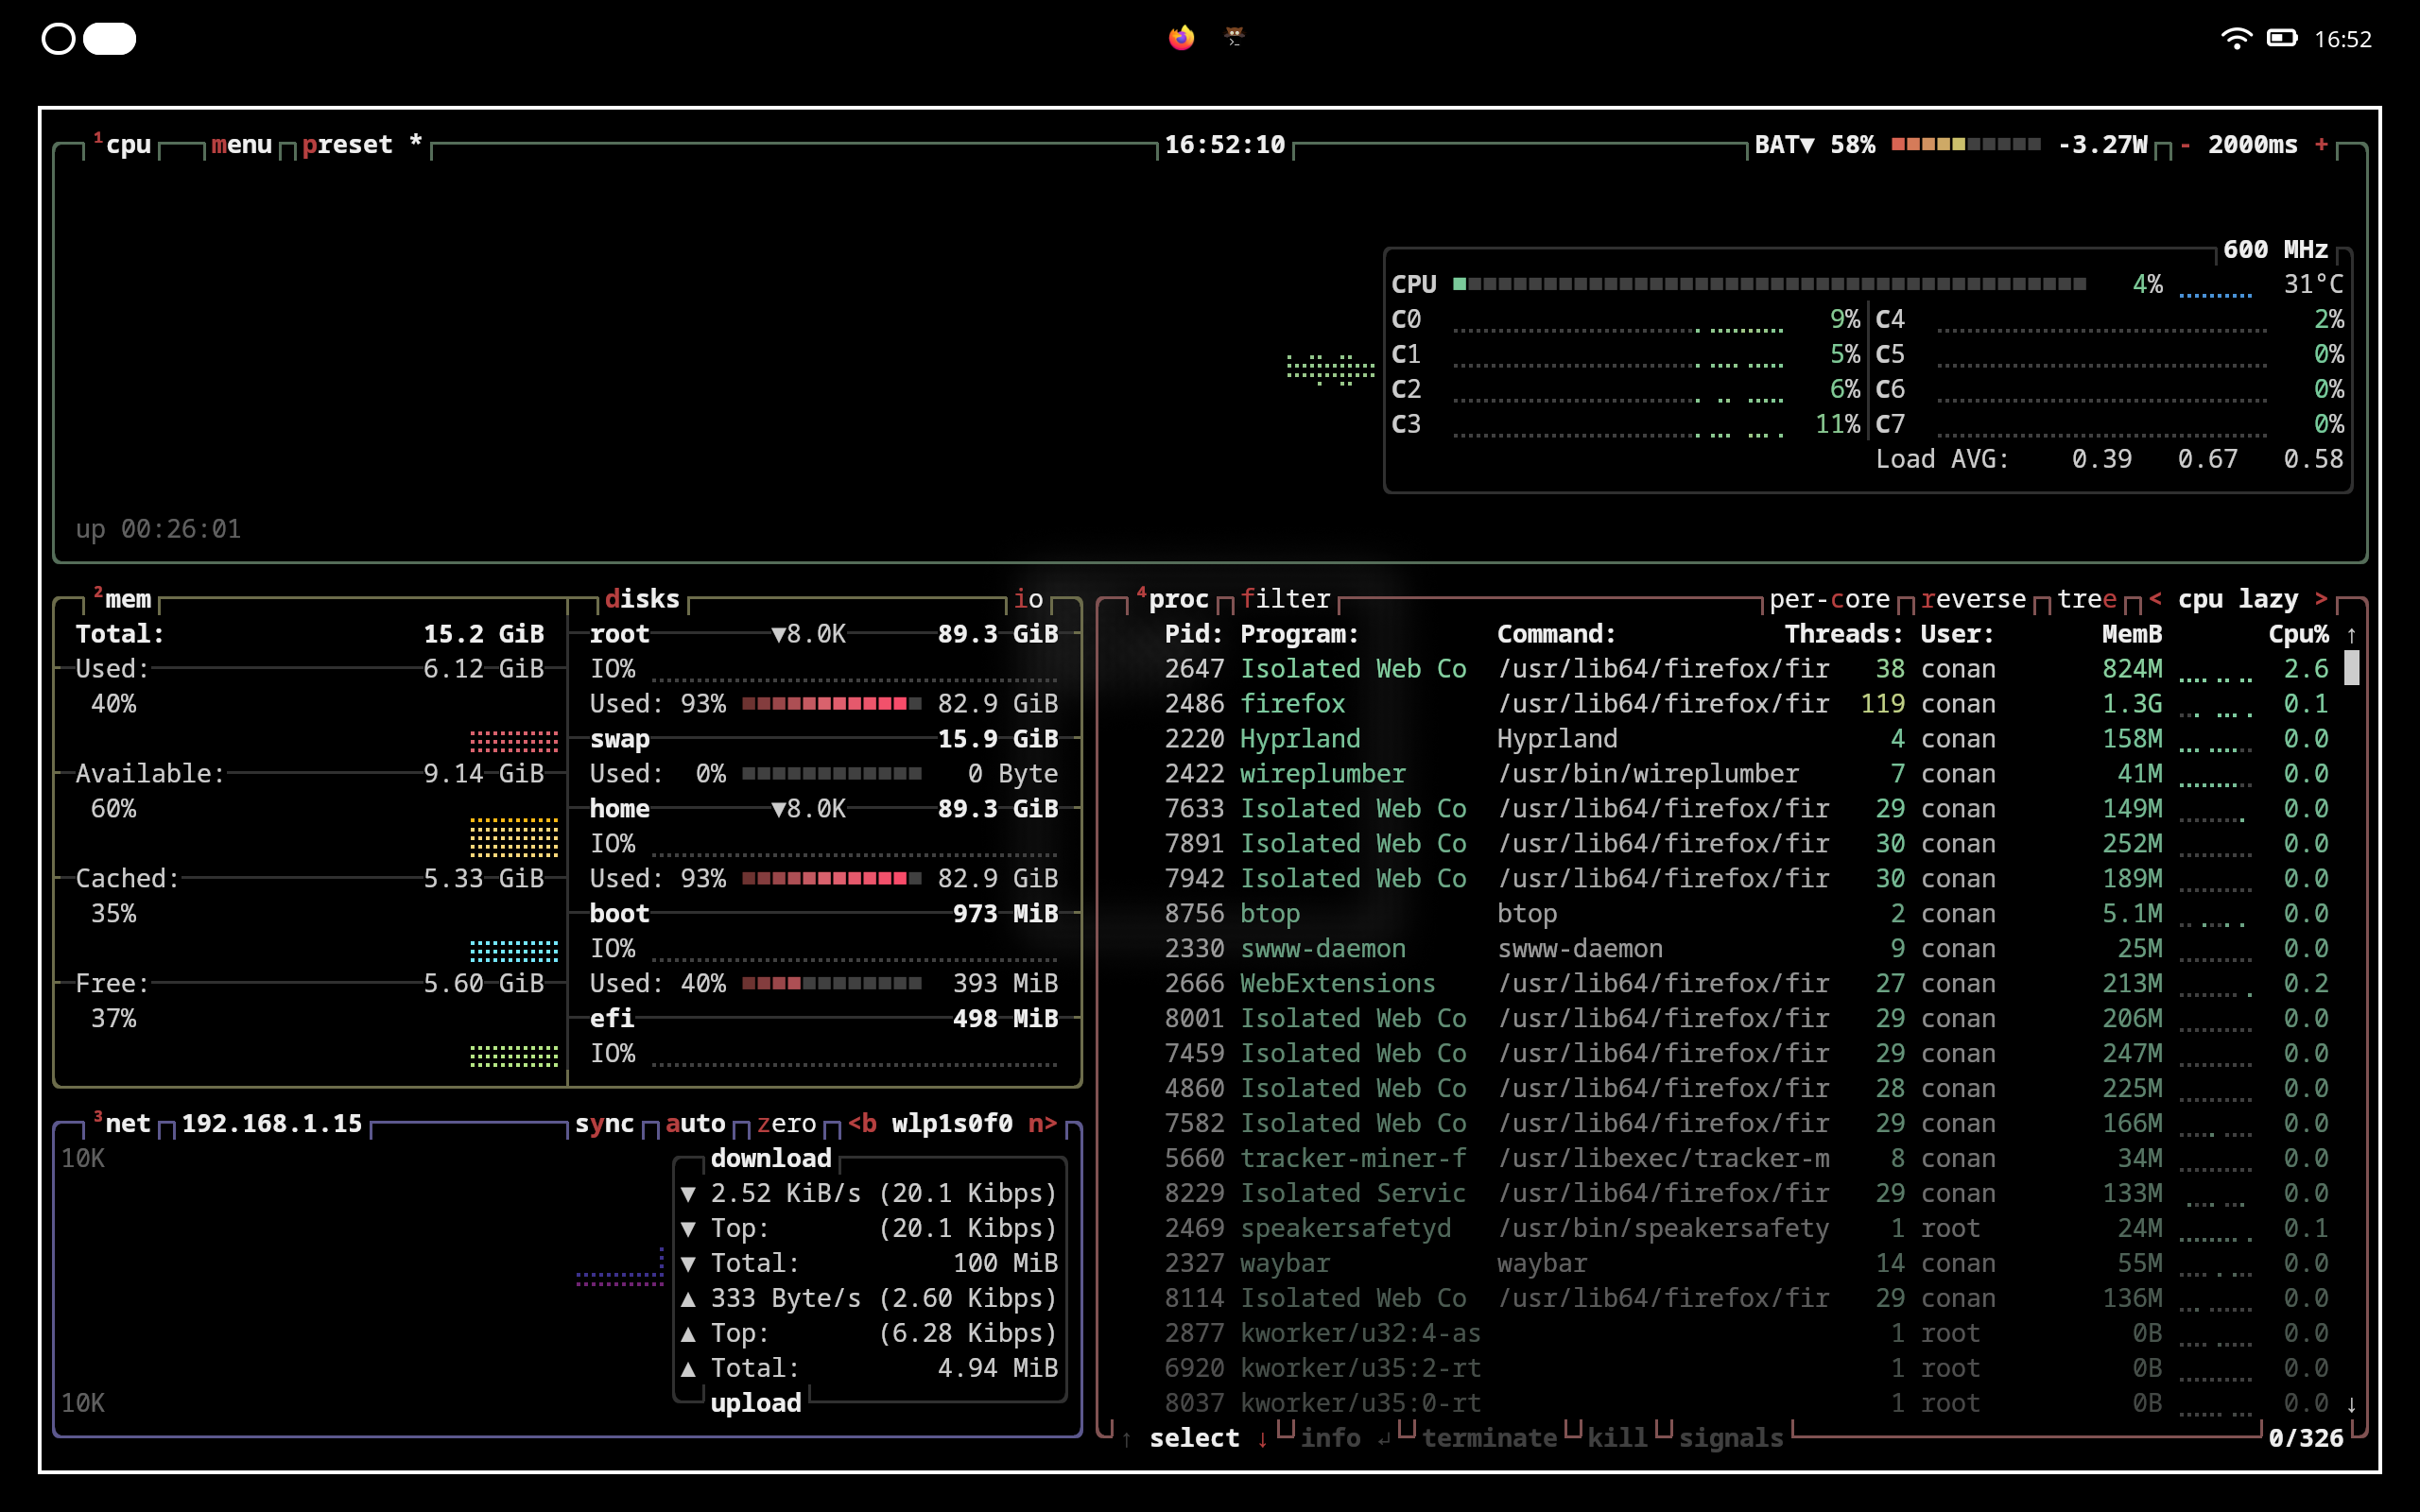 16:52
1cpu menu preset * 16:52:10 BAT▼ 58% -3.27W - 2000ms +
600 MHz
CPU 4% 31°C
C0 9% C4 2%
C1 5% C5 0%
C2 6% C6 0%
C3 11% C7 0%
Load AVG: 0.39 0.67 0.58
up 00:26:01
2mem disks io
Total: 15.2 GiB root ▼8.0K 89.3 GiB
Used: 6.12 GiB IO%
40% Used: 93% 82.9 GiB
swap 15.9 GiB
Available: 9.14 GiB Used: 0% 0 Byte
60% home ▼8.0K 89.3 GiB
IO%
Cached: 5.33 GiB Used: 93% 82.9 GiB
35% boot 973 MiB
IO%
Free: 5.60 GiB Used: 40% 393 MiB
37% efi 498 MiB
IO%
3net 192.168.1.15 sync auto zero <b wlp1s0f0 n>
10K download
▼ 2.52 KiB/s (20.1 Kibps)
▼ Top: (20.1 Kibps)
▼ Total: 100 MiB
▲ 333 Byte/s (2.60 Kibps)
▲ Top: (6.28 Kibps)
▲ Total: 4.94 MiB
10K upload
4proc filter per-core reverse tree < cpu lazy >
Pid: Program: Command: Threads: User: MemB Cpu% ↑
2647 Isolated Web Co /usr/lib64/firefox/fir 38 conan 824M 2.6
2486 firefox /usr/lib64/firefox/fir 119 conan 1.3G 0.1
2220 Hyprland Hyprland 4 conan 158M 0.0
2422 wireplumber /usr/bin/wireplumber 7 conan 41M 0.0
7633 Isolated Web Co /usr/lib64/firefox/fir 29 conan 149M 0.0
7891 Isolated Web Co /usr/lib64/firefox/fir 30 conan 252M 0.0
7942 Isolated Web Co /usr/lib64/firefox/fir 30 conan 189M 0.0
8756 btop btop 2 conan 5.1M 0.0
2330 swww-daemon swww-daemon 9 conan 25M 0.0
2666 WebExtensions /usr/lib64/firefox/fir 27 conan 213M 0.2
8001 Isolated Web Co /usr/lib64/firefox/fir 29 conan 206M 0.0
7459 Isolated Web Co /usr/lib64/firefox/fir 29 conan 247M 0.0
4860 Isolated Web Co /usr/lib64/firefox/fir 28 conan 225M 0.0
7582 Isolated Web Co /usr/lib64/firefox/fir 29 conan 166M 0.0
5660 tracker-miner-f /usr/libexec/tracker-m 8 conan 34M 0.0
8229 Isolated Servic /usr/lib64/firefox/fir 29 conan 133M 0.0
2469 speakersafetyd /usr/bin/speakersafety 1 root 24M 0.1
2327 waybar waybar 14 conan 55M 0.0
8114 Isolated Web Co /usr/lib64/firefox/fir 29 conan 136M 0.0
2877 kworker/u32:4-as 1 root 0B 0.0
6920 kworker/u35:2-rt 1 root 0B 0.0
8037 kworker/u35:0-rt 1 root 0B 0.0 ↓
↑ select ↓ info ↵ terminate kill signals 0/326